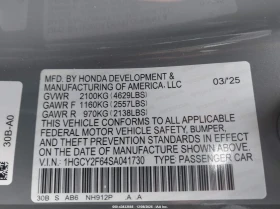 MFD. BY HONDA DEVELOPMENT &
MANUFACTURING OF AMERICA, LLC
03/'25
GVWR 2100KG (4629LBS)
GAWR F 1160KG (2557LBS)
GAWR R 970KG (2138LBS)
THIS VEHICLE CONFORMS TO ALL APPLICABLE
FEDERAL MOTOR VEHICLE SAFETY, BUMPER,
AND THEFT PREVENTION STANDARDS IN EFFECT
ON THE DATE OF MANUFACTURE SHOWN ABOVE.
V.I.N.: 1HGCY2F64SA041730 TYPE: PASSENGER CAR
30B S AB6 NH912P A A
30B-A0